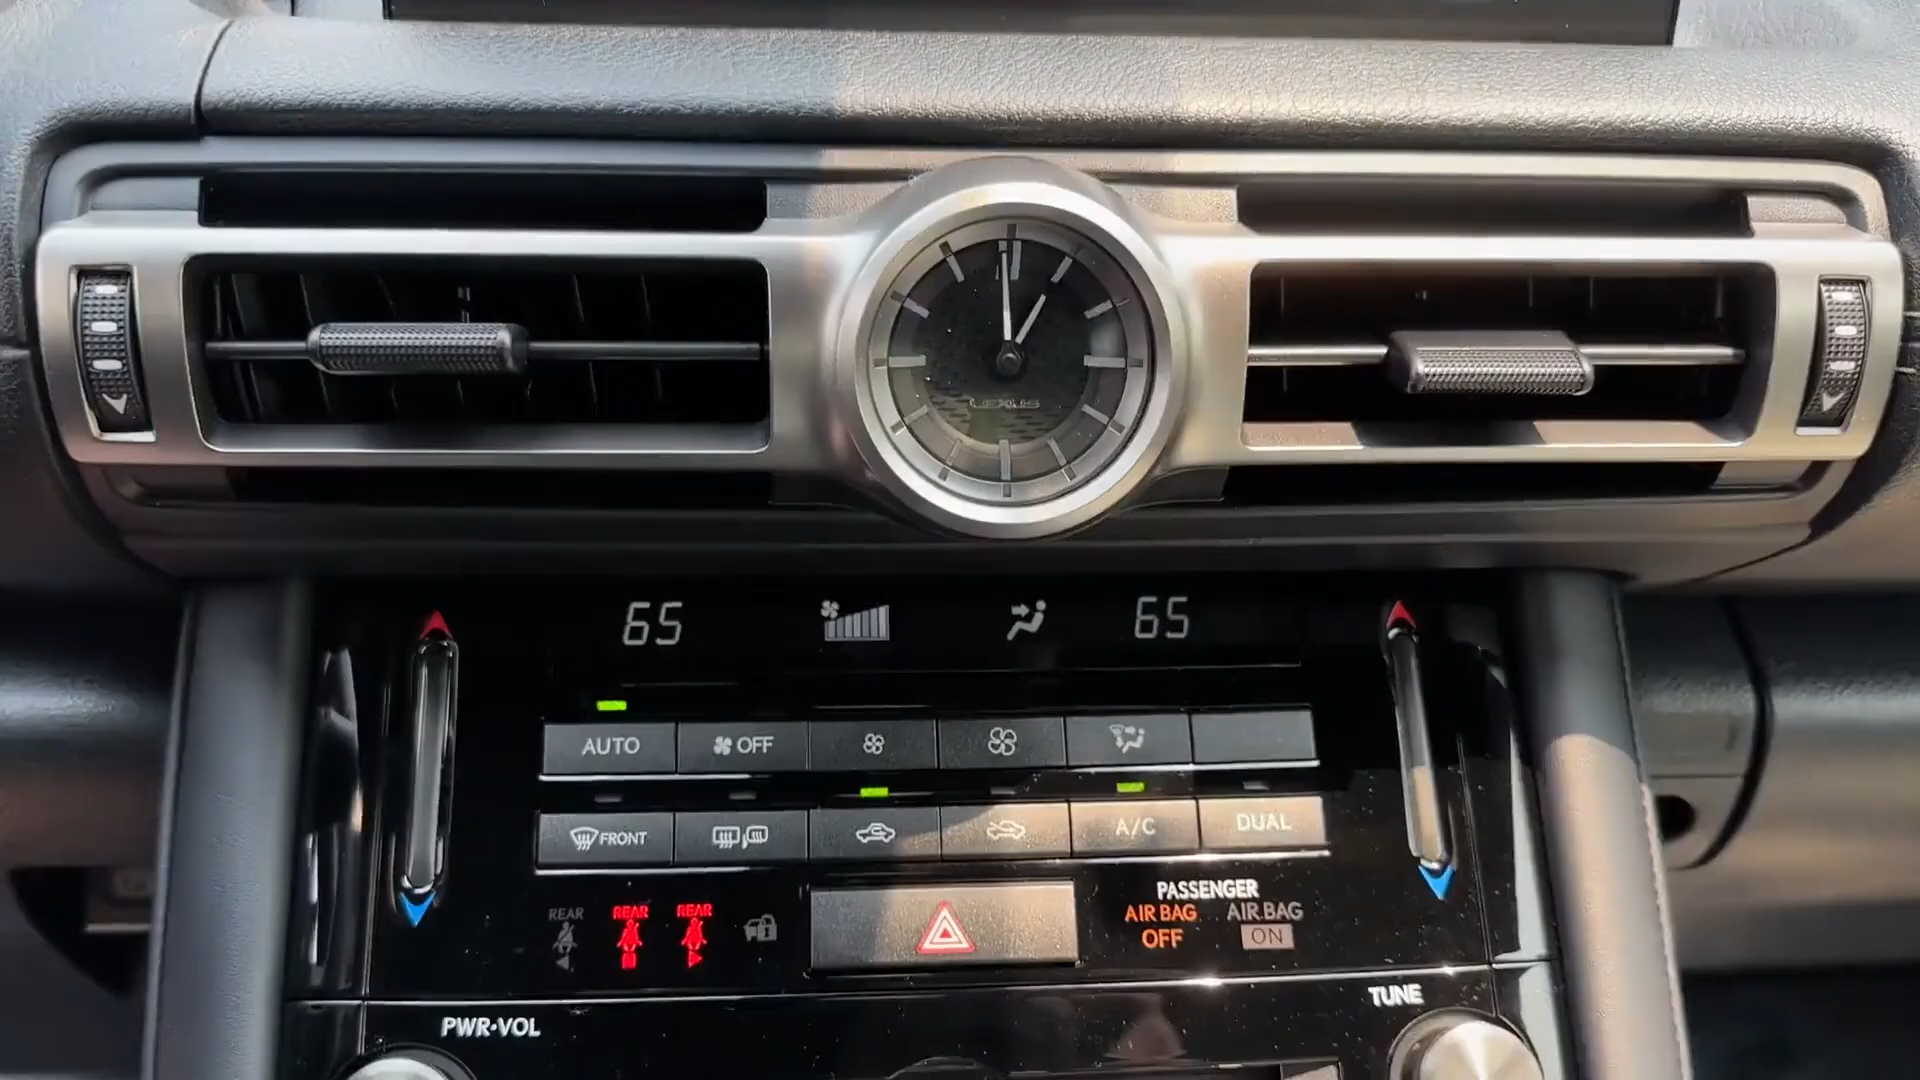 LEXUS
65 65
AUTO OFF
FRONT A/C DUAL
REAR REAR REAR
PASSENGER
AIR BAG OFF AIR BAG ON
PWR•VOL
TUNE